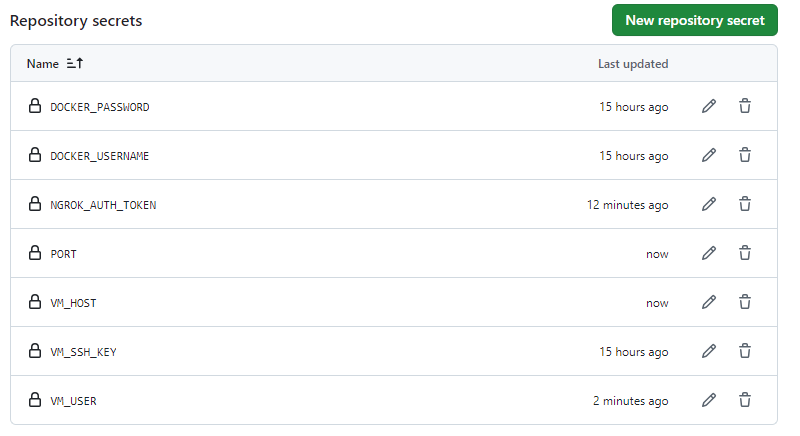 Repository secrets
New repository secret
Name Last updated
DOCKER_PASSWORD 15 hours ago
DOCKER_USERNAME 15 hours ago
NGROK_AUTH_TOKEN 12 minutes ago
PORT now
VM_HOST now
VM_SSH_KEY 15 hours ago
VM_USER 2 minutes ago